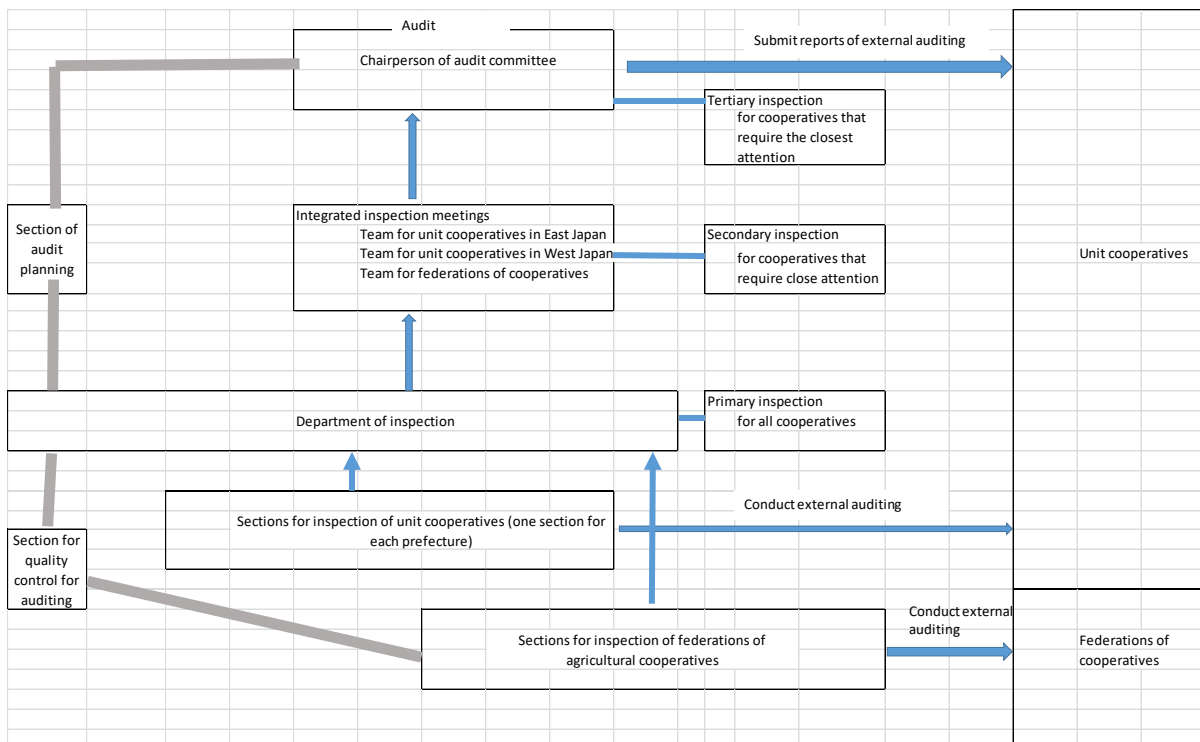 Audit
Chairperson of audit committee
Submit reports of external auditing
Tertiary inspection
for cooperatives that
require the closest
attention
Section of
audit
planning
Integrated inspection meetings
Team for unit cooperatives in East Japan
Team for unit cooperatives in West Japan
Team for federations of cooperatives
Secondary inspection
for cooperatives that
require close attention
Unit cooperatives
Department of inspection
Primary inspection
for all cooperatives
Sections for inspection of unit cooperatives (one section for
each prefecture)
Conduct external auditing
Section for
quality
control for
auditing
Sections for inspection of federations of
agricultural cooperatives
Conduct external
auditing
Federations of
cooperatives